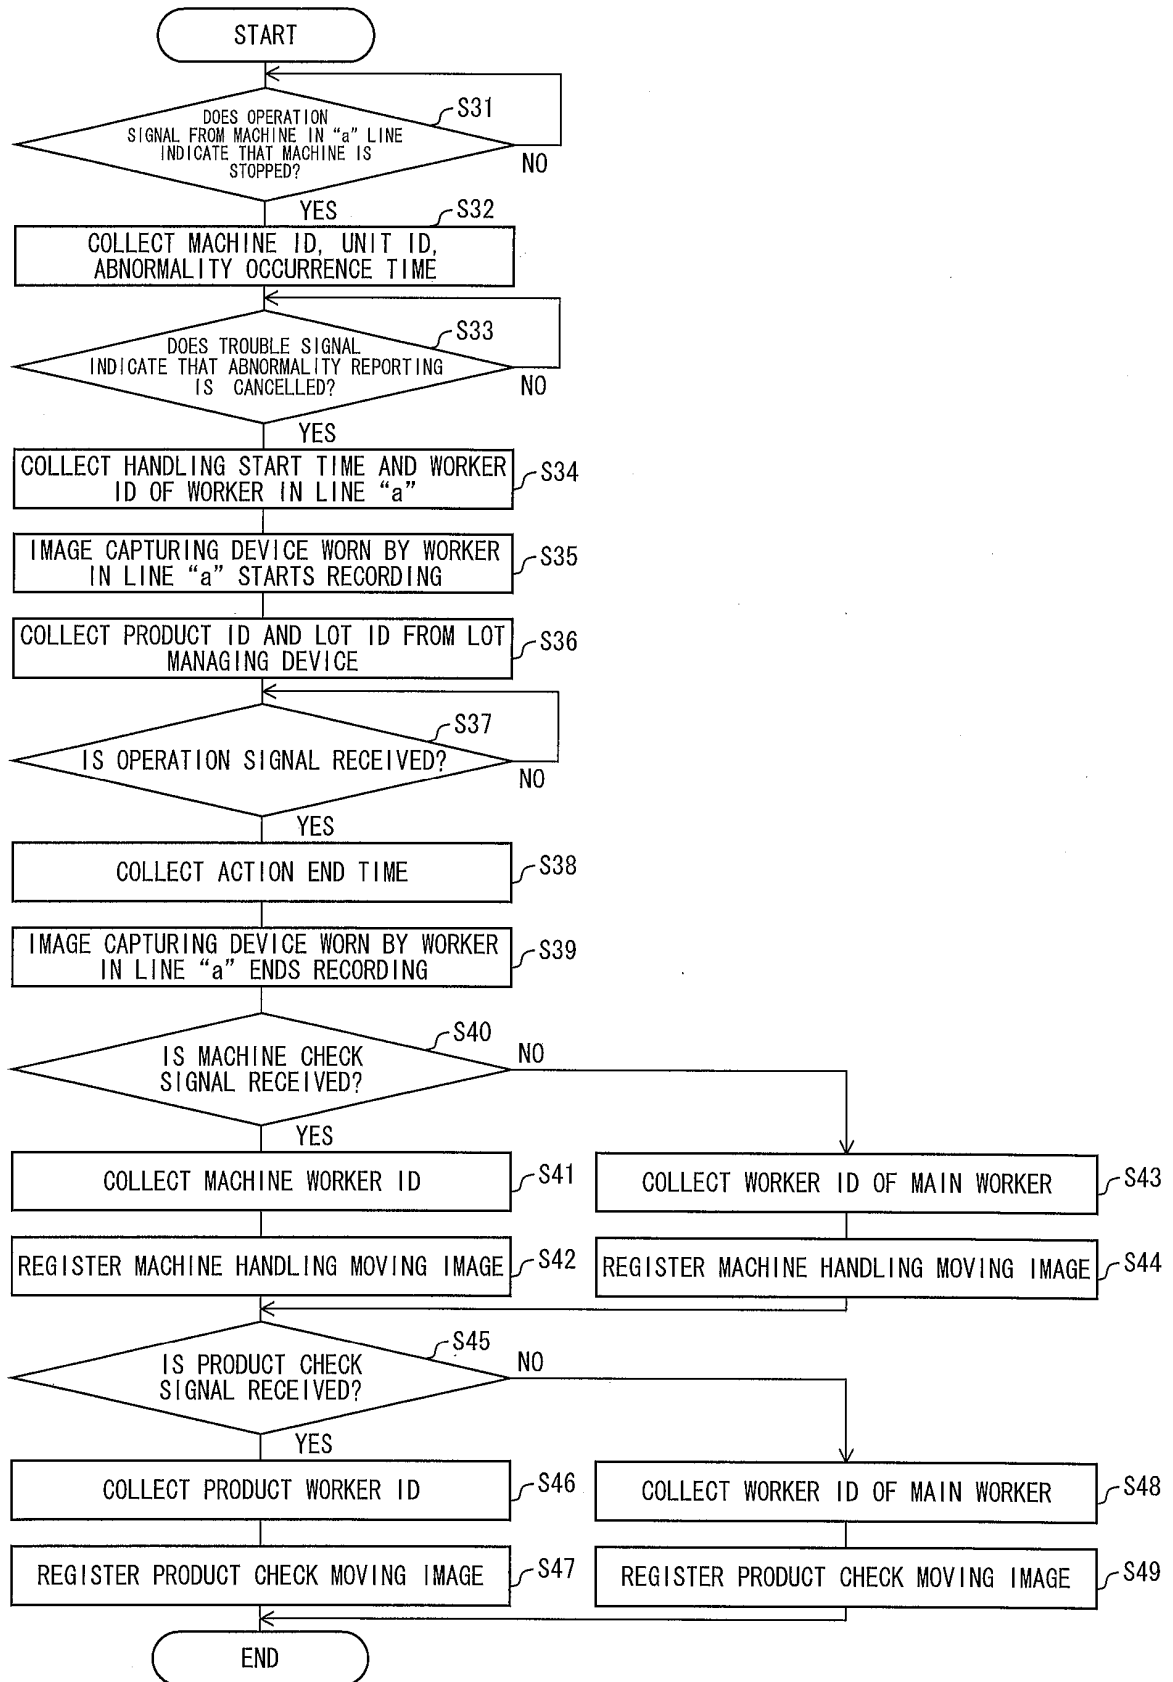 START
DOES OPERATION
SIGNAL FROM MACHINE IN “a” LINE
INDICATE THAT MACHINE IS
STOPPED?
S31
NO
YES
S32
COLLECT MACHINE ID, UNIT ID,
ABNORMALITY OCCURRENCE TIME
S33
DOES TROUBLE SIGNAL
INDICATE THAT ABNORMALITY REPORTING
IS CANCELLED?
NO
YES
COLLECT HANDLING START TIME AND WORKER
ID OF WORKER IN LINE “a”
S34
IMAGE CAPTURING DEVICE WORN BY WORKER
IN LINE “a” STARTS RECORDING
S35
COLLECT PRODUCT ID AND LOT ID FROM LOT
MANAGING DEVICE
S36
S37
IS OPERATION SIGNAL RECEIVED?
NO
YES
COLLECT ACTION END TIME
S38
IMAGE CAPTURING DEVICE WORN BY WORKER
IN LINE “a” ENDS RECORDING
S39
S40
IS MACHINE CHECK
SIGNAL RECEIVED?
NO
YES
COLLECT MACHINE WORKER ID
S41
COLLECT WORKER ID OF MAIN WORKER
S43
REGISTER MACHINE HANDLING MOVING IMAGE
S42
REGISTER MACHINE HANDLING MOVING IMAGE
S44
S45
IS PRODUCT CHECK
SIGNAL RECEIVED?
NO
YES
COLLECT PRODUCT WORKER ID
S46
COLLECT WORKER ID OF MAIN WORKER
S48
REGISTER PRODUCT CHECK MOVING IMAGE
S47
REGISTER PRODUCT CHECK MOVING IMAGE
S49
END